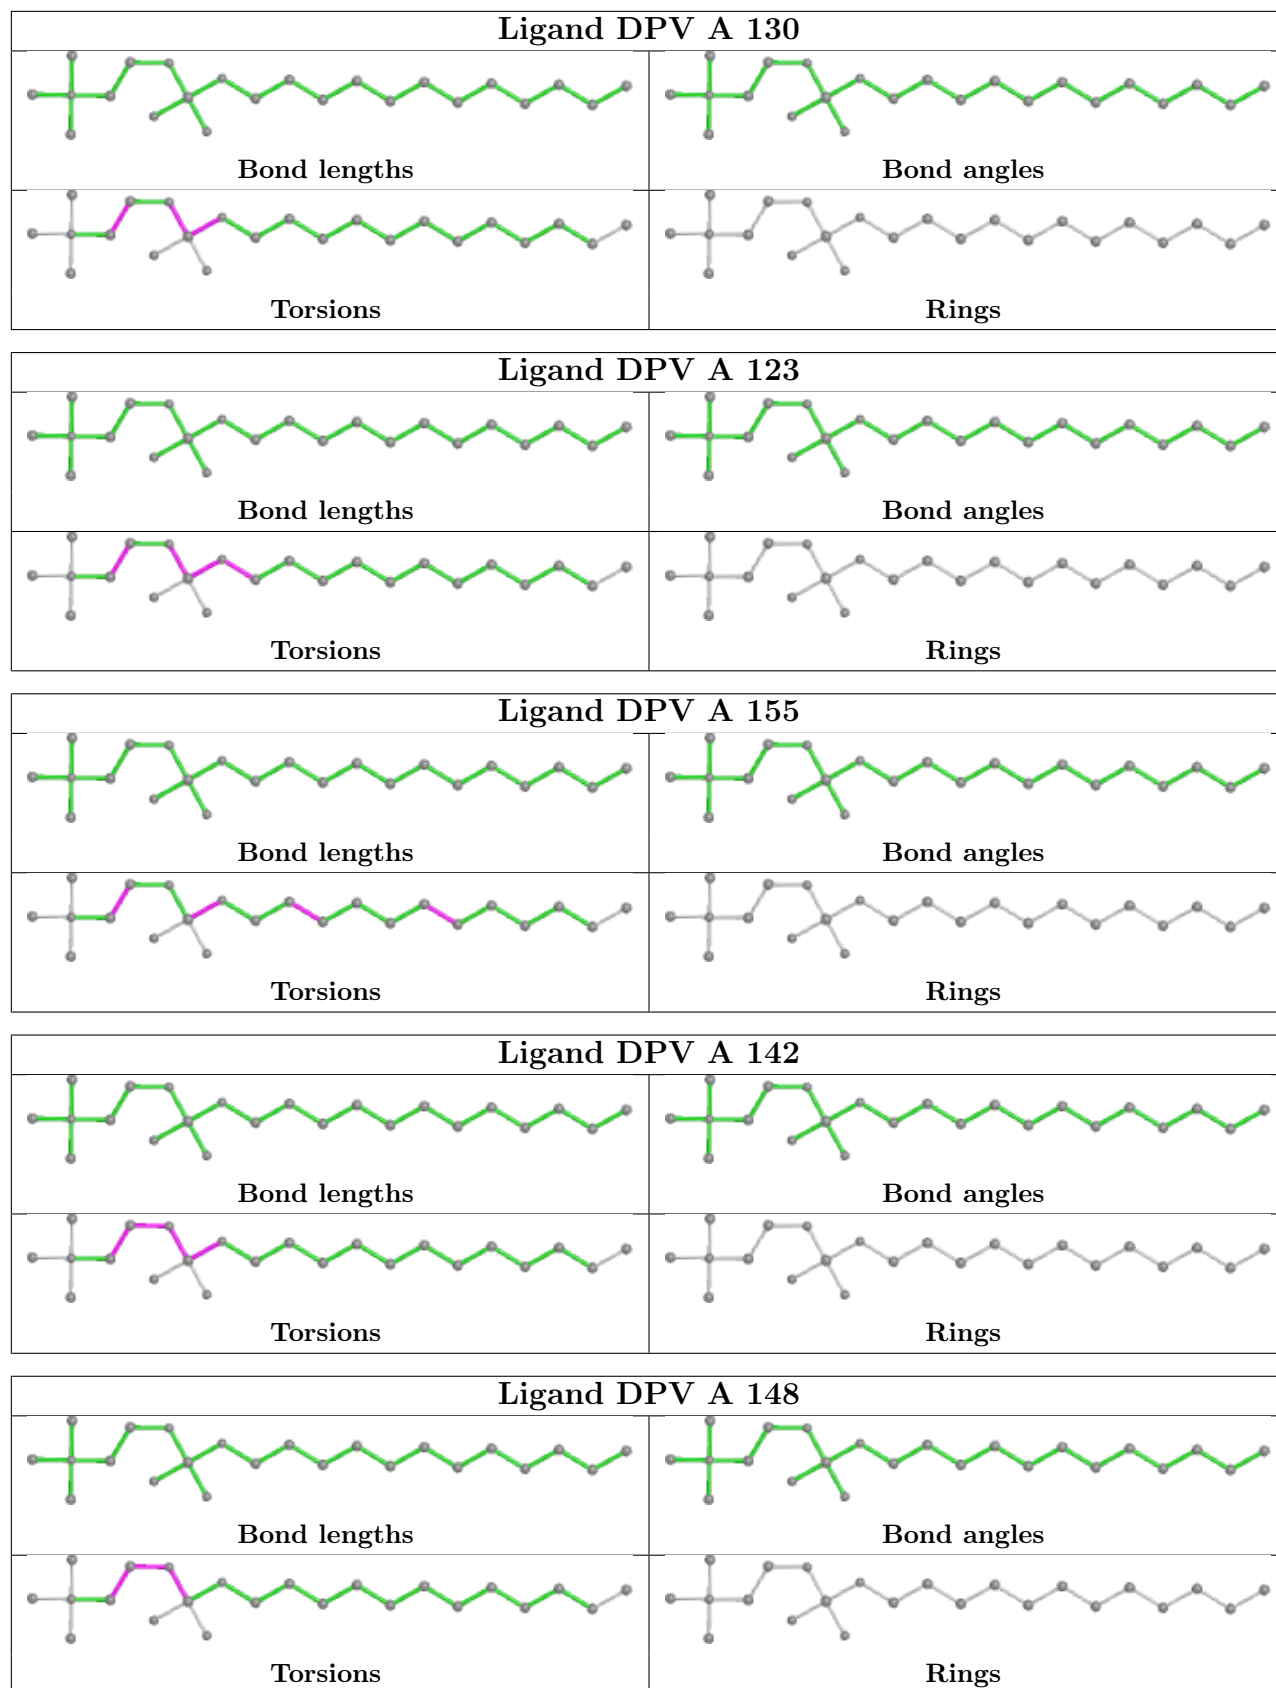 Ligand DPV A 130
Bond lengths
Bond angles
Torsions
Rings
Ligand DPV A 123
Bond lengths
Bond angles
Torsions
Rings
Ligand DPV A 155
Bond lengths
Bond angles
Torsions
Rings
Ligand DPV A 142
Bond lengths
Bond angles
Torsions
Rings
Ligand DPV A 148
Bond lengths
Bond angles
Torsions
Rings